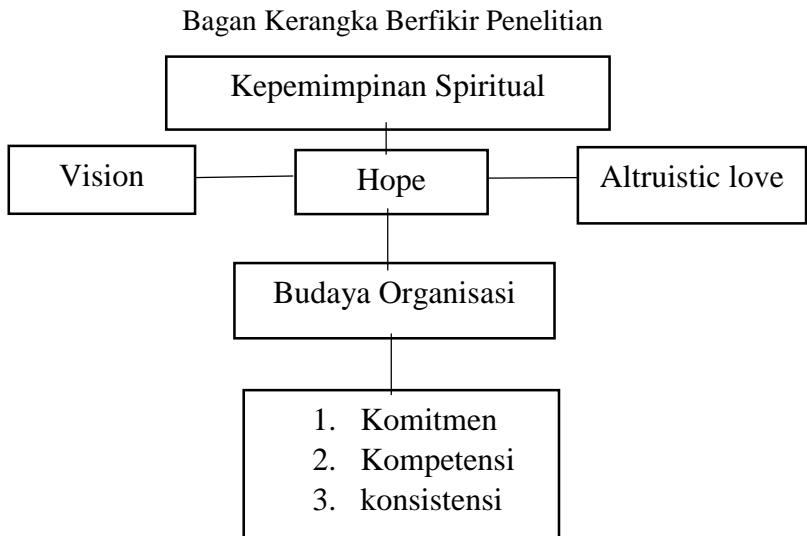 Bagan Kerangka Berfikir Penelitian
Kepemimpinan Spiritual
Vision
Hope
Altruistic love
Budaya Organisasi
1. Komitmen
2. Kompetensi
3. konsistensi